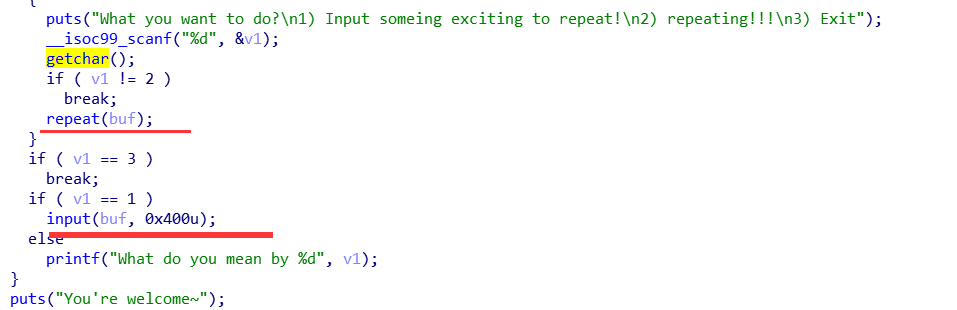 {
puts("What you want to do?\n1) Input someing exciting to repeat!\n2) repeating!!!\n3) Exit");
__isoc99_scanf("%d", &v1);
getchar();
if ( v1 != 2 )
break;
repeat(buf);
}
if ( v1 == 3 )
break;
if ( v1 == 1 )
input(buf, 0x400u);
else
printf("What do you mean by %d", v1);
}
puts("You're welcome~");